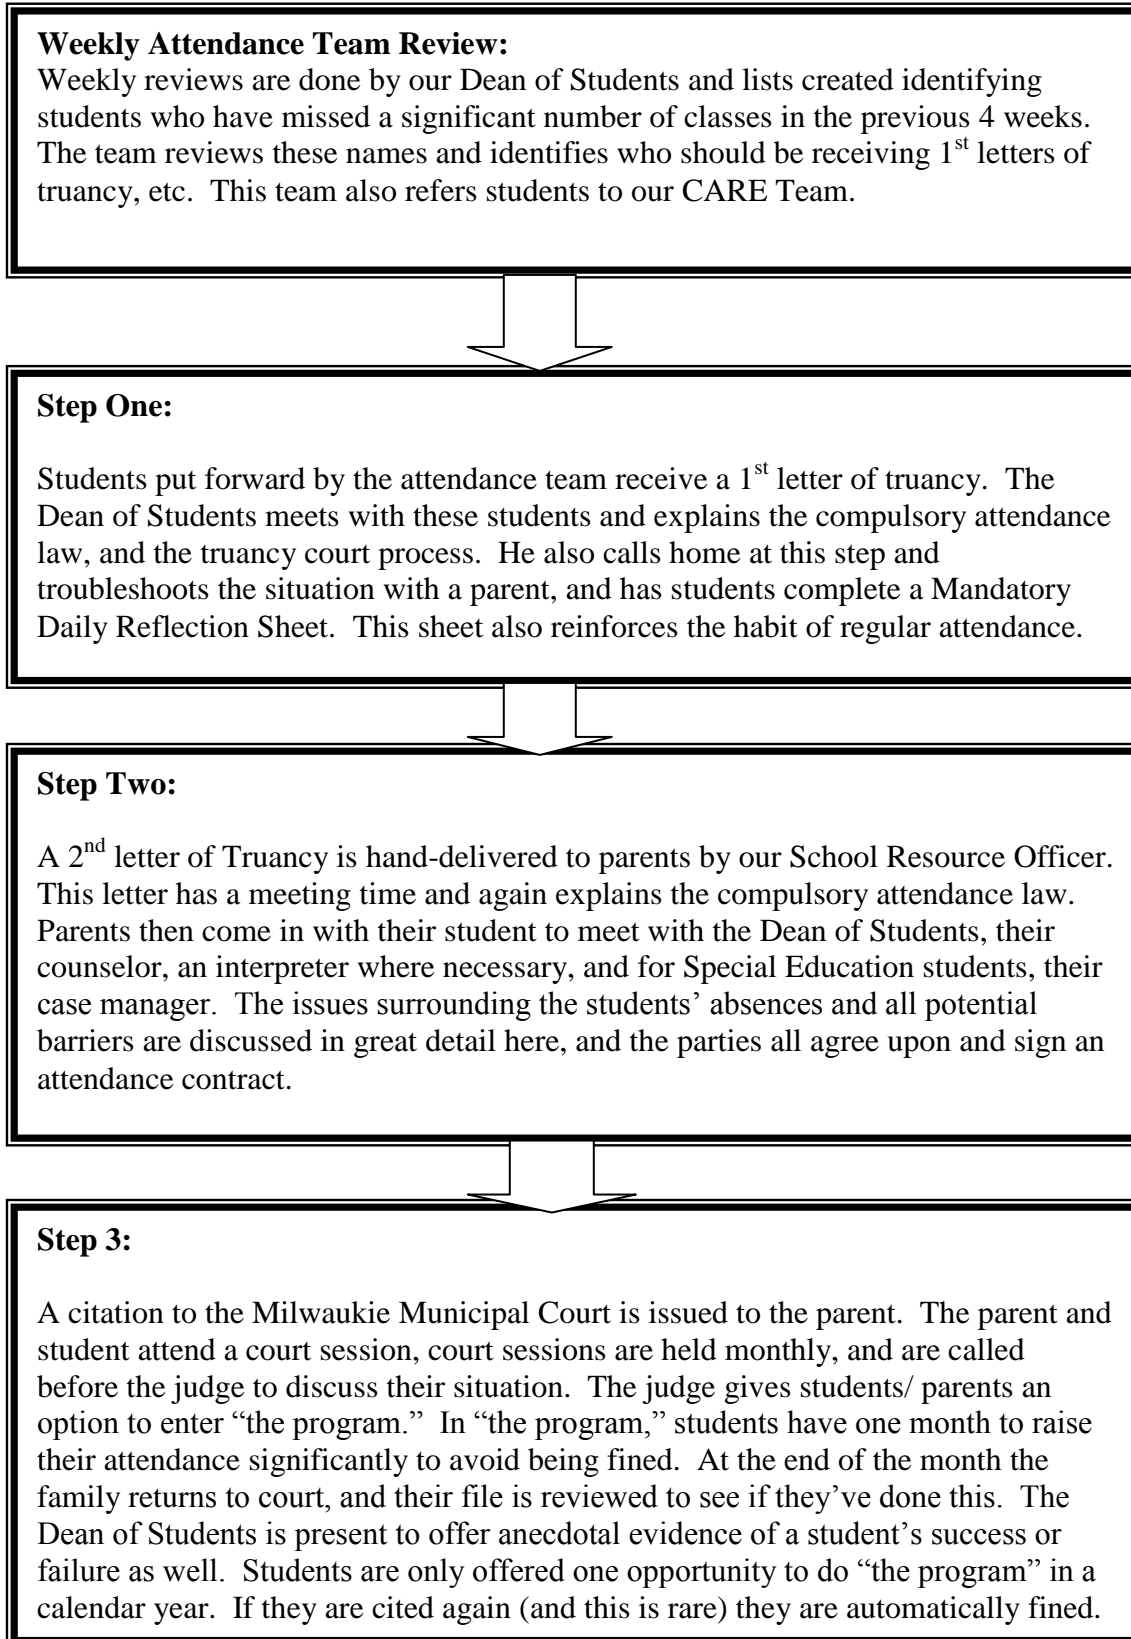 Weekly Attendance Team Review:
Weekly reviews are done by our Dean of Students and lists created identifying
students who have missed a significant number of classes in the previous 4 weeks.
The team reviews these names and identifies who should be receiving 1st letters of
truancy, etc.  This team also refers students to our CARE Team.
Step One:
Students put forward by the attendance team receive a 1st letter of truancy.  The
Dean of Students meets with these students and explains the compulsory attendance
law, and the truancy court process.  He also calls home at this step and
troubleshoots the situation with a parent, and has students complete a Mandatory
Daily Reflection Sheet.  This sheet also reinforces the habit of regular attendance.
Step Two:
A 2nd letter of Truancy is hand-delivered to parents by our School Resource Officer.
This letter has a meeting time and again explains the compulsory attendance law.
Parents then come in with their student to meet with the Dean of Students, their
counselor, an interpreter where necessary, and for Special Education students, their
case manager.  The issues surrounding the students’ absences and all potential
barriers are discussed in great detail here, and the parties all agree upon and sign an
attendance contract.
Step 3:
A citation to the Milwaukie Municipal Court is issued to the parent.  The parent and
student attend a court session, court sessions are held monthly, and are called
before the judge to discuss their situation.  The judge gives students/ parents an
option to enter “the program.”  In “the program,” students have one month to raise
their attendance significantly to avoid being fined.  At the end of the month the
family returns to court, and their file is reviewed to see if they’ve done this.  The
Dean of Students is present to offer anecdotal evidence of a student’s success or
failure as well.  Students are only offered one opportunity to do “the program” in a
calendar year.  If they are cited again (and this is rare) they are automatically fined.